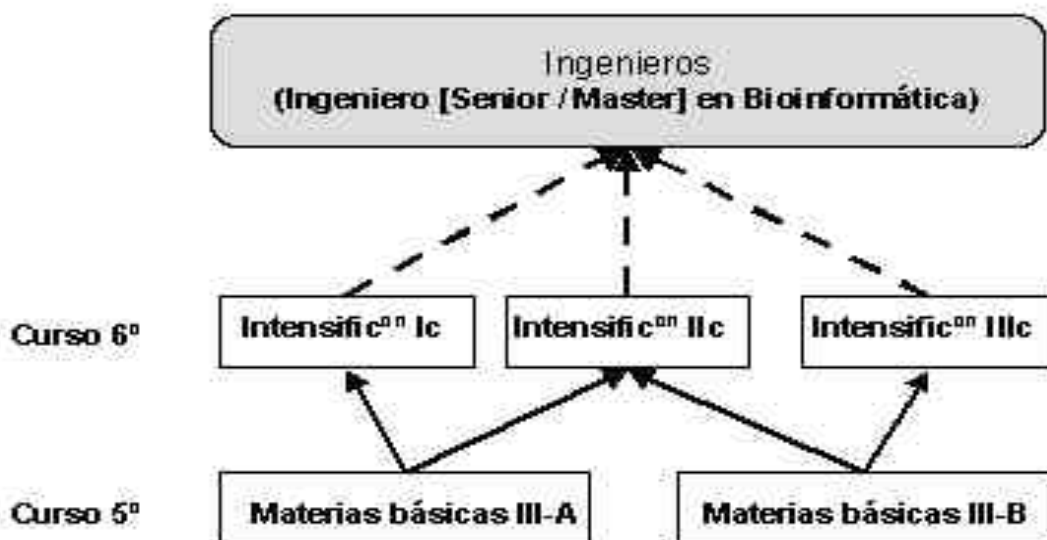 Ingenieros
(Ingeniero [Senior / Master] en Bioinformática)
Curso 6º
Intensificᵒⁿ Ic
Intensificᵒⁿ IIc
Intensificᵒⁿ IIIc
Curso 5º
Materias básicas III-A
Materias básicas III-B